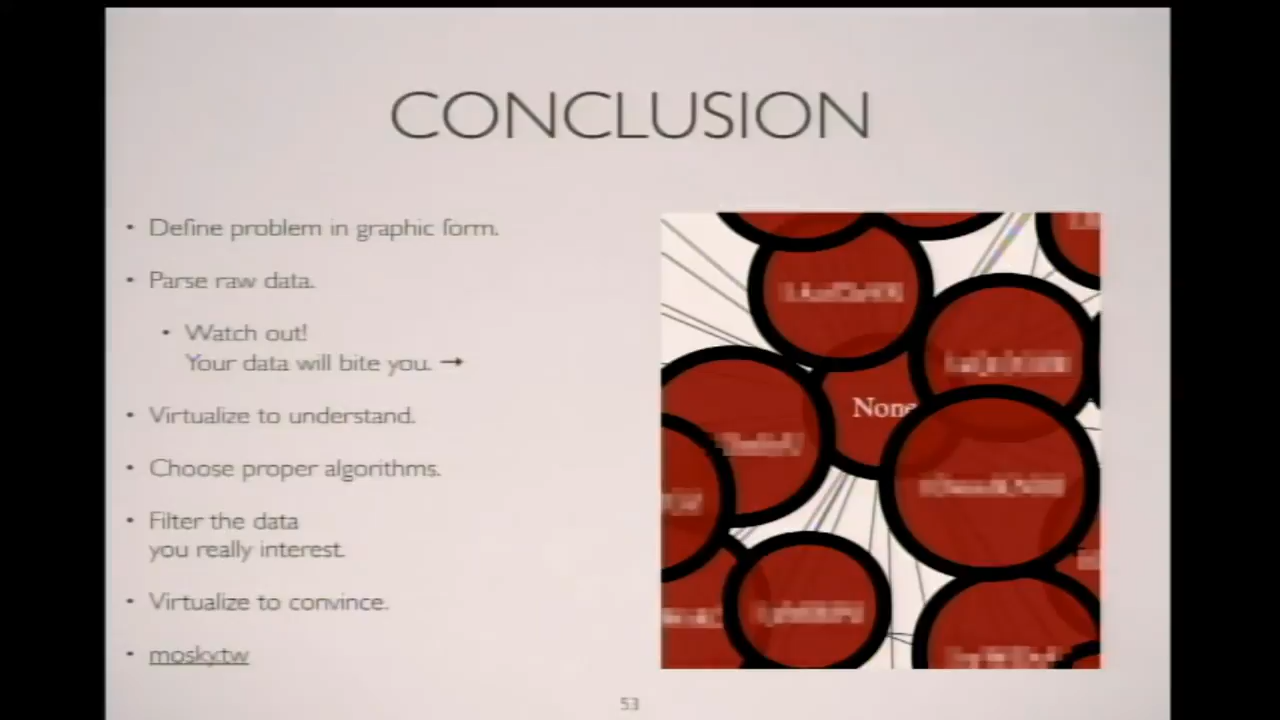 CONCLUSION
• Define problem in graphic form.
• Parse raw data.
• Watch out!
Your data will bite you. →
• Virtualize to understand.
• Choose proper algorithms.
• Filter the data
you really interest.
• Virtualize to convince.
• mosky.tw
None
53